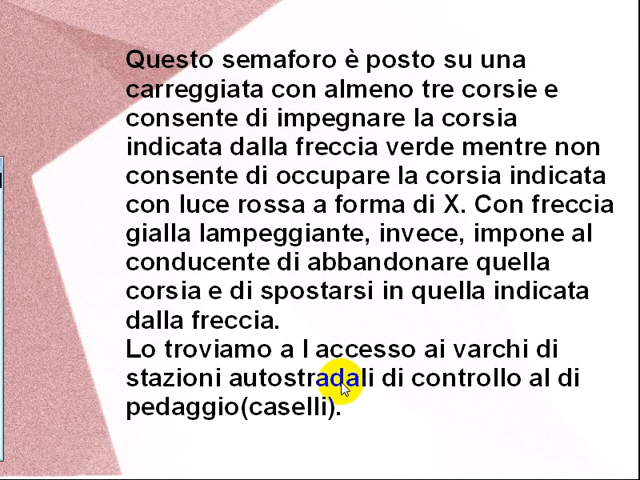 Questo semaforo è posto su una
carreggiata con almeno tre corsie e
consente di impegnare la corsia
indicata dalla freccia verde mentre non
consente di occupare la corsia indicata
con luce rossa a forma di X. Con freccia
gialla lampeggiante, invece, impone al
conducente di abbandonare quella
corsia e di spostarsi in quella indicata
dalla freccia.
Lo troviamo a l accesso ai varchi di
stazioni autostradali di controllo al di
pedaggio(caselli).